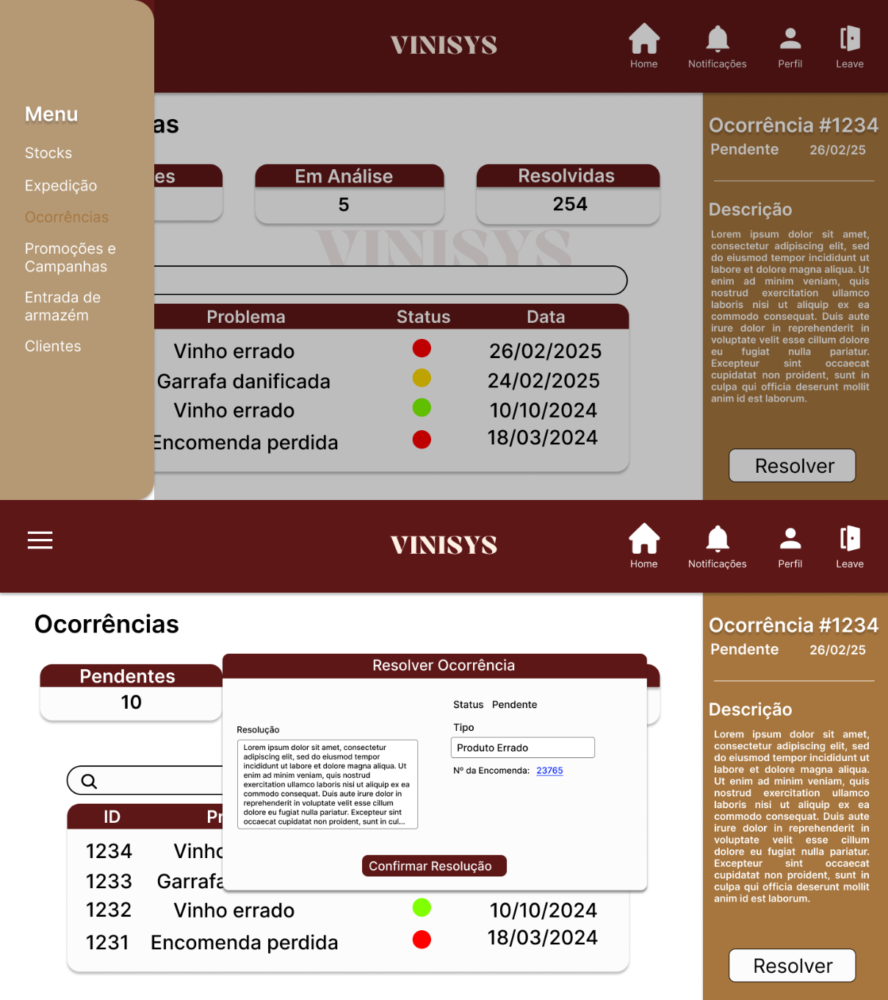 VINISYS
Home
Notificações
Perfil
Leave
Menu
Stocks
Expedição
Ocorrências
Promoções e
Campanhas
Entrada de
armazém
Clientes
as
es
Em Análise
5
Resolvidas
254
VINISYS
Problema
Status
Data
Vinho errado
26/02/2025
Garrafa danificada
24/02/2025
Vinho errado
10/10/2024
Encomenda perdida
18/03/2024
Ocorrência #1234
Pendente
26/02/25
Descrição
Lorem ipsum dolor sit amet,
consectetur adipiscing elit, sed
do eiusmod tempor incididunt ut
labore et dolore magna aliqua. Ut
enim ad minim veniam, quis
nostrud exercitation ullamco
laboris nisi ut aliquip ex ea
commodo consequat. Duis aute
irure dolor in reprehenderit in
voluptate velit esse cillum dolore
eu fugiat nulla pariatur.
Excepteur sint occaecat
cupidatat non proident, sunt in
culpa qui officia deserunt mollit
anim id est laborum.
Resolver
VINISYS
Home
Notificações
Perfil
Leave
Ocorrências
Pendentes
10
ID
Pr
1234
Vinho
1233
Garrafa
1232
Vinho errado
10/10/2024
1231
Encomenda perdida
18/03/2024
Resolver Ocorrência
Status Pendente
Tipo
Produto Errado
Nº da Encomenda: 23765
Resolução
Lorem ipsum dolor sit amet, consectetur
adipiscing elit, sed do eiusmod tempor
incididunt ut labore et dolore magna aliqua. Ut
enim ad minim veniam, quis nostrud
exercitation ullamco laboris nisi ut aliquip ex ea
commodo consequat. Duis aute irure dolor in
reprehenderit in voluptate velit esse cillum
dolore eu fugiat nulla pariatur. Excepteur sint
occaecat cupidatat non proident, sunt in cul...
Confirmar Resolução
Ocorrência #1234
Pendente
26/02/25
Descrição
Lorem ipsum dolor sit amet,
consectetur adipiscing elit, sed
do eiusmod tempor incididunt ut
labore et dolore magna aliqua.
Ut enim ad minim veniam, quis
nostrud exercitation ullamco
laboris nisi ut aliquip ex ea
commodo consequat. Duis aute
irure dolor in reprehenderit in
voluptate velit esse cillum
dolore eu fugiat nulla pariatur.
Excepteur sint occaecat
cupidatat non proident, sunt in
culpa qui officia deserunt mollit
anim id est laborum.
Resolver